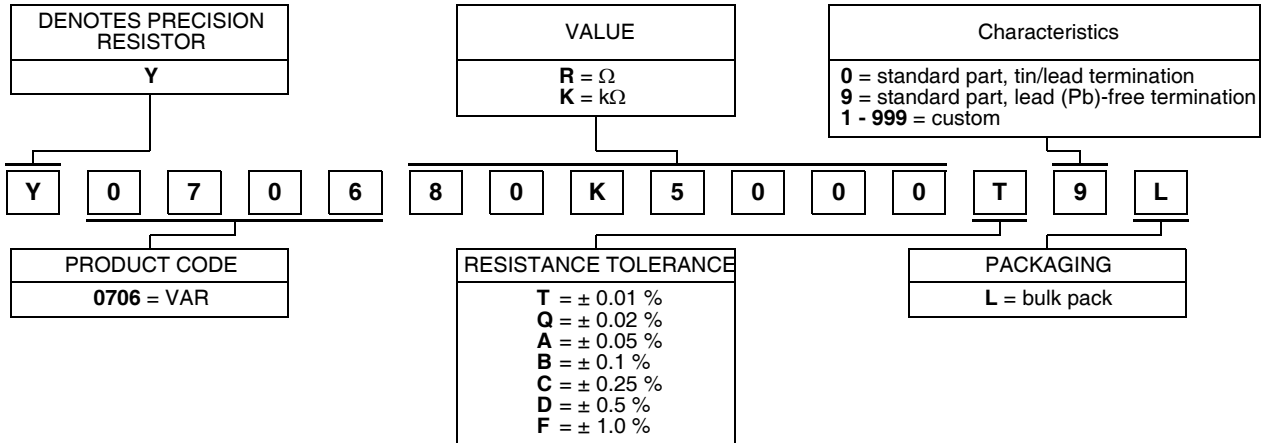 DENOTES PRECISION
RESISTOR
Y
VALUE
R = Ω
K = kΩ
Characteristics
0 = standard part, tin/lead termination
9 = standard part, lead (Pb)-free termination
1 - 999 = custom
Y 0 7 0 6 8 0 K 5 0 0 0 T 9 L
PRODUCT CODE
0706 = VAR
RESISTANCE TOLERANCE
T = ± 0.01 %
Q = ± 0.02 %
A = ± 0.05 %
B = ± 0.1 %
C = ± 0.25 %
D = ± 0.5 %
F = ± 1.0 %
PACKAGING
L = bulk pack